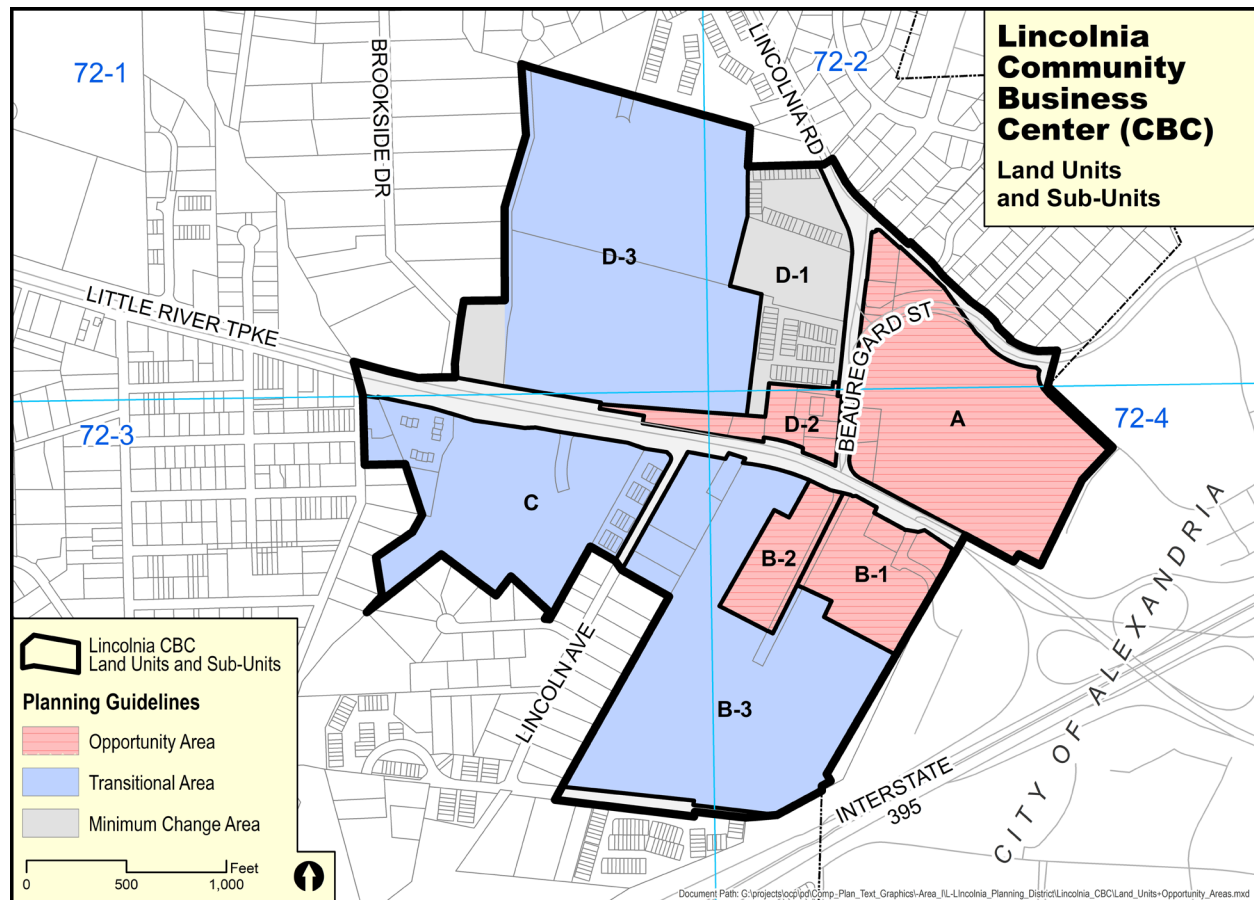 Lincolnia
Community
Business
Center (CBC)
Land Units
and Sub-Units
72-1
72-2
BROOKSIDE DR
LINCOLNIA RD
D-3
D-1
LITTLE RIVER TPKE
BEAUREGARD ST
72-3
D-2
A
72-4
C
B-2
B-1
LINCOLN AVE
B-3
INTERSTATE
395
CITY OF ALEXANDRIA
Lincolnia CBC
Land Units and Sub-Units
Planning Guidelines
Opportunity Area
Transitional Area
Minimum Change Area
Feet
0 500 1,000